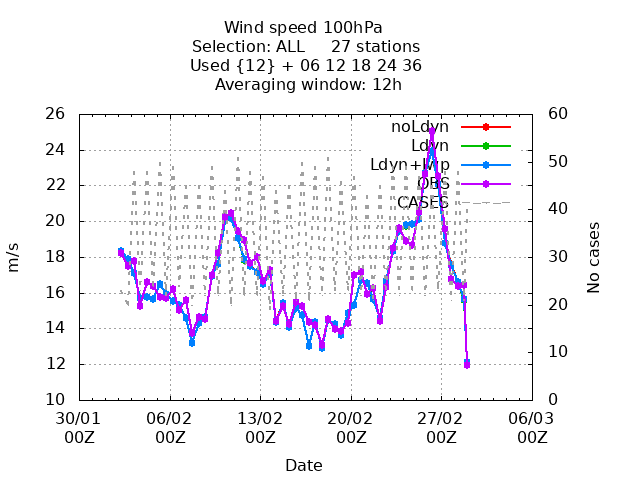 Wind speed 100hPa
Selection: ALL 27 stations
Used {12} + 06 12 18 24 36
Averaging window: 12h
noLdyn
Ldyn
Ldyn+lvlp
OBS
CASES
m/s
26
24
22
20
18
16
14
12
10
No cases
60
50
40
30
20
10
0
30/01 06/02 13/02 20/02 27/02 06/03
00Z 00Z 00Z 00Z 00Z 00Z
Date